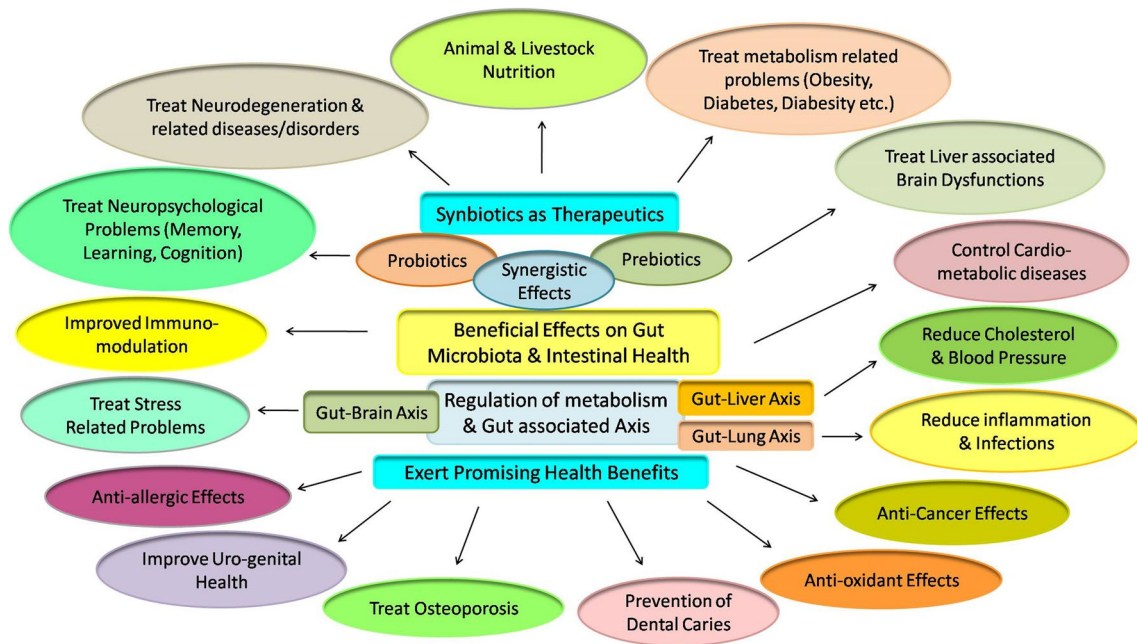 Animal & Livestock
Nutrition
Treat metabolism related
problems (Obesity,
Diabetes, Diabesity etc.)
Treat Neurodegeneration &
related diseases/disorders
Treat Liver associated
Brain Dysfunctions
Treat Neuropsychological
Problems (Memory,
Learning, Cognition)
Synbiotics as Therapeutics
Probiotics
Synergistic
Effects
Prebiotics
Control Cardio-
metabolic diseases
Improved Immuno-
modulation
Beneficial Effects on Gut
Microbiota & Intestinal Health
Reduce Cholesterol
& Blood Pressure
Treat Stress
Related Problems
Gut-Brain Axis
Regulation of metabolism
& Gut associated Axis
Gut-Liver Axis
Gut-Lung Axis
Reduce inflammation
& Infections
Exert Promising Health Benefits
Anti-allergic Effects
Anti-Cancer Effects
Improve Uro-genital
Health
Anti-oxidant Effects
Treat Osteoporosis
Prevention of
Dental Caries